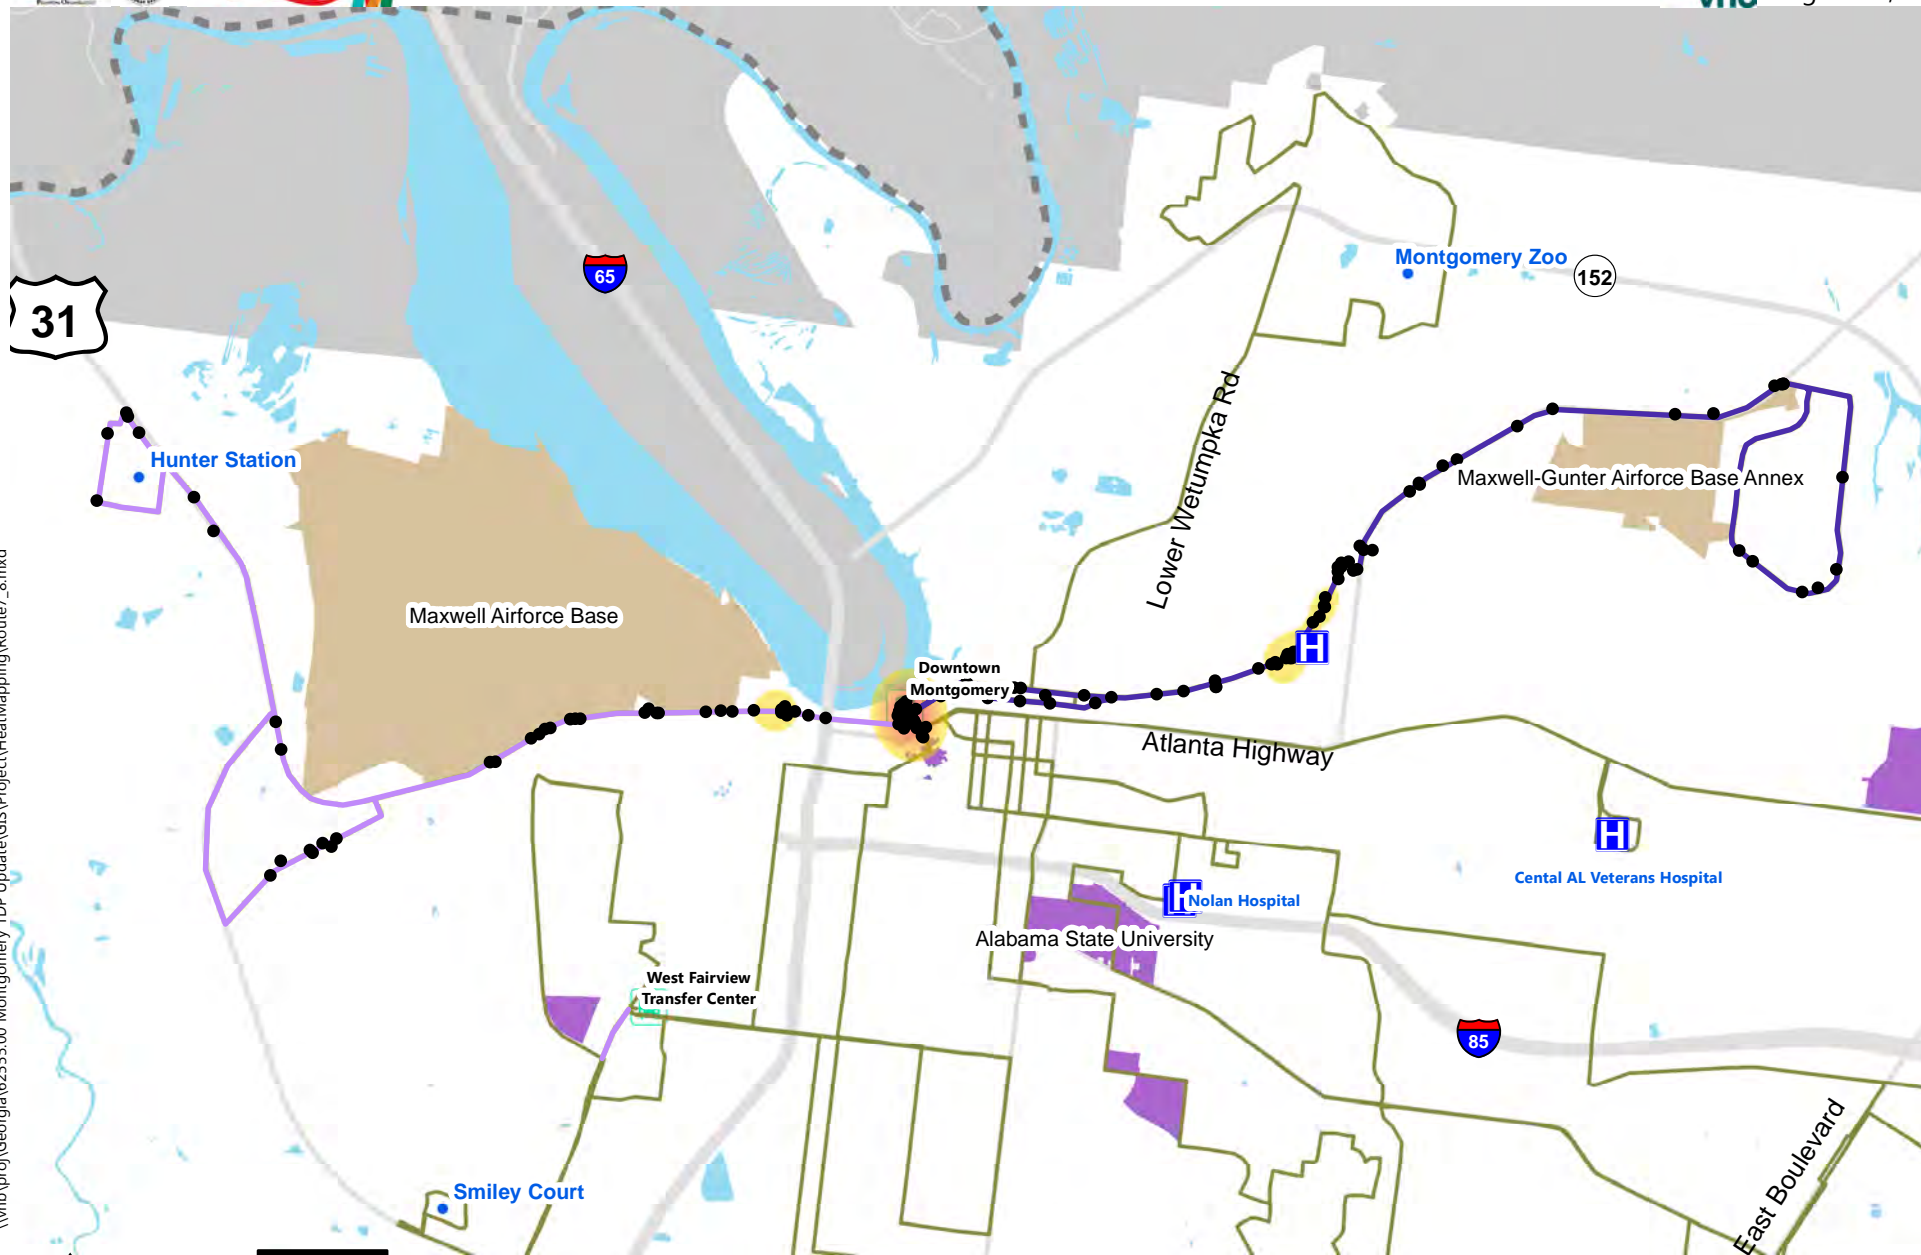 65
Montgomery Zoo
152
31
Lower Wetumpka Rd
Hunter Station
Maxwell-Gunter Airforce Base Annex
Maxwell Airforce Base
H
Downtown
Montgomery
Atlanta Highway
H
Cental AL Veterans Hospital
H
Nolan Hospital
Alabama State University
West Fairview
Transfer Center
85
East Boulevard
Smiley Court